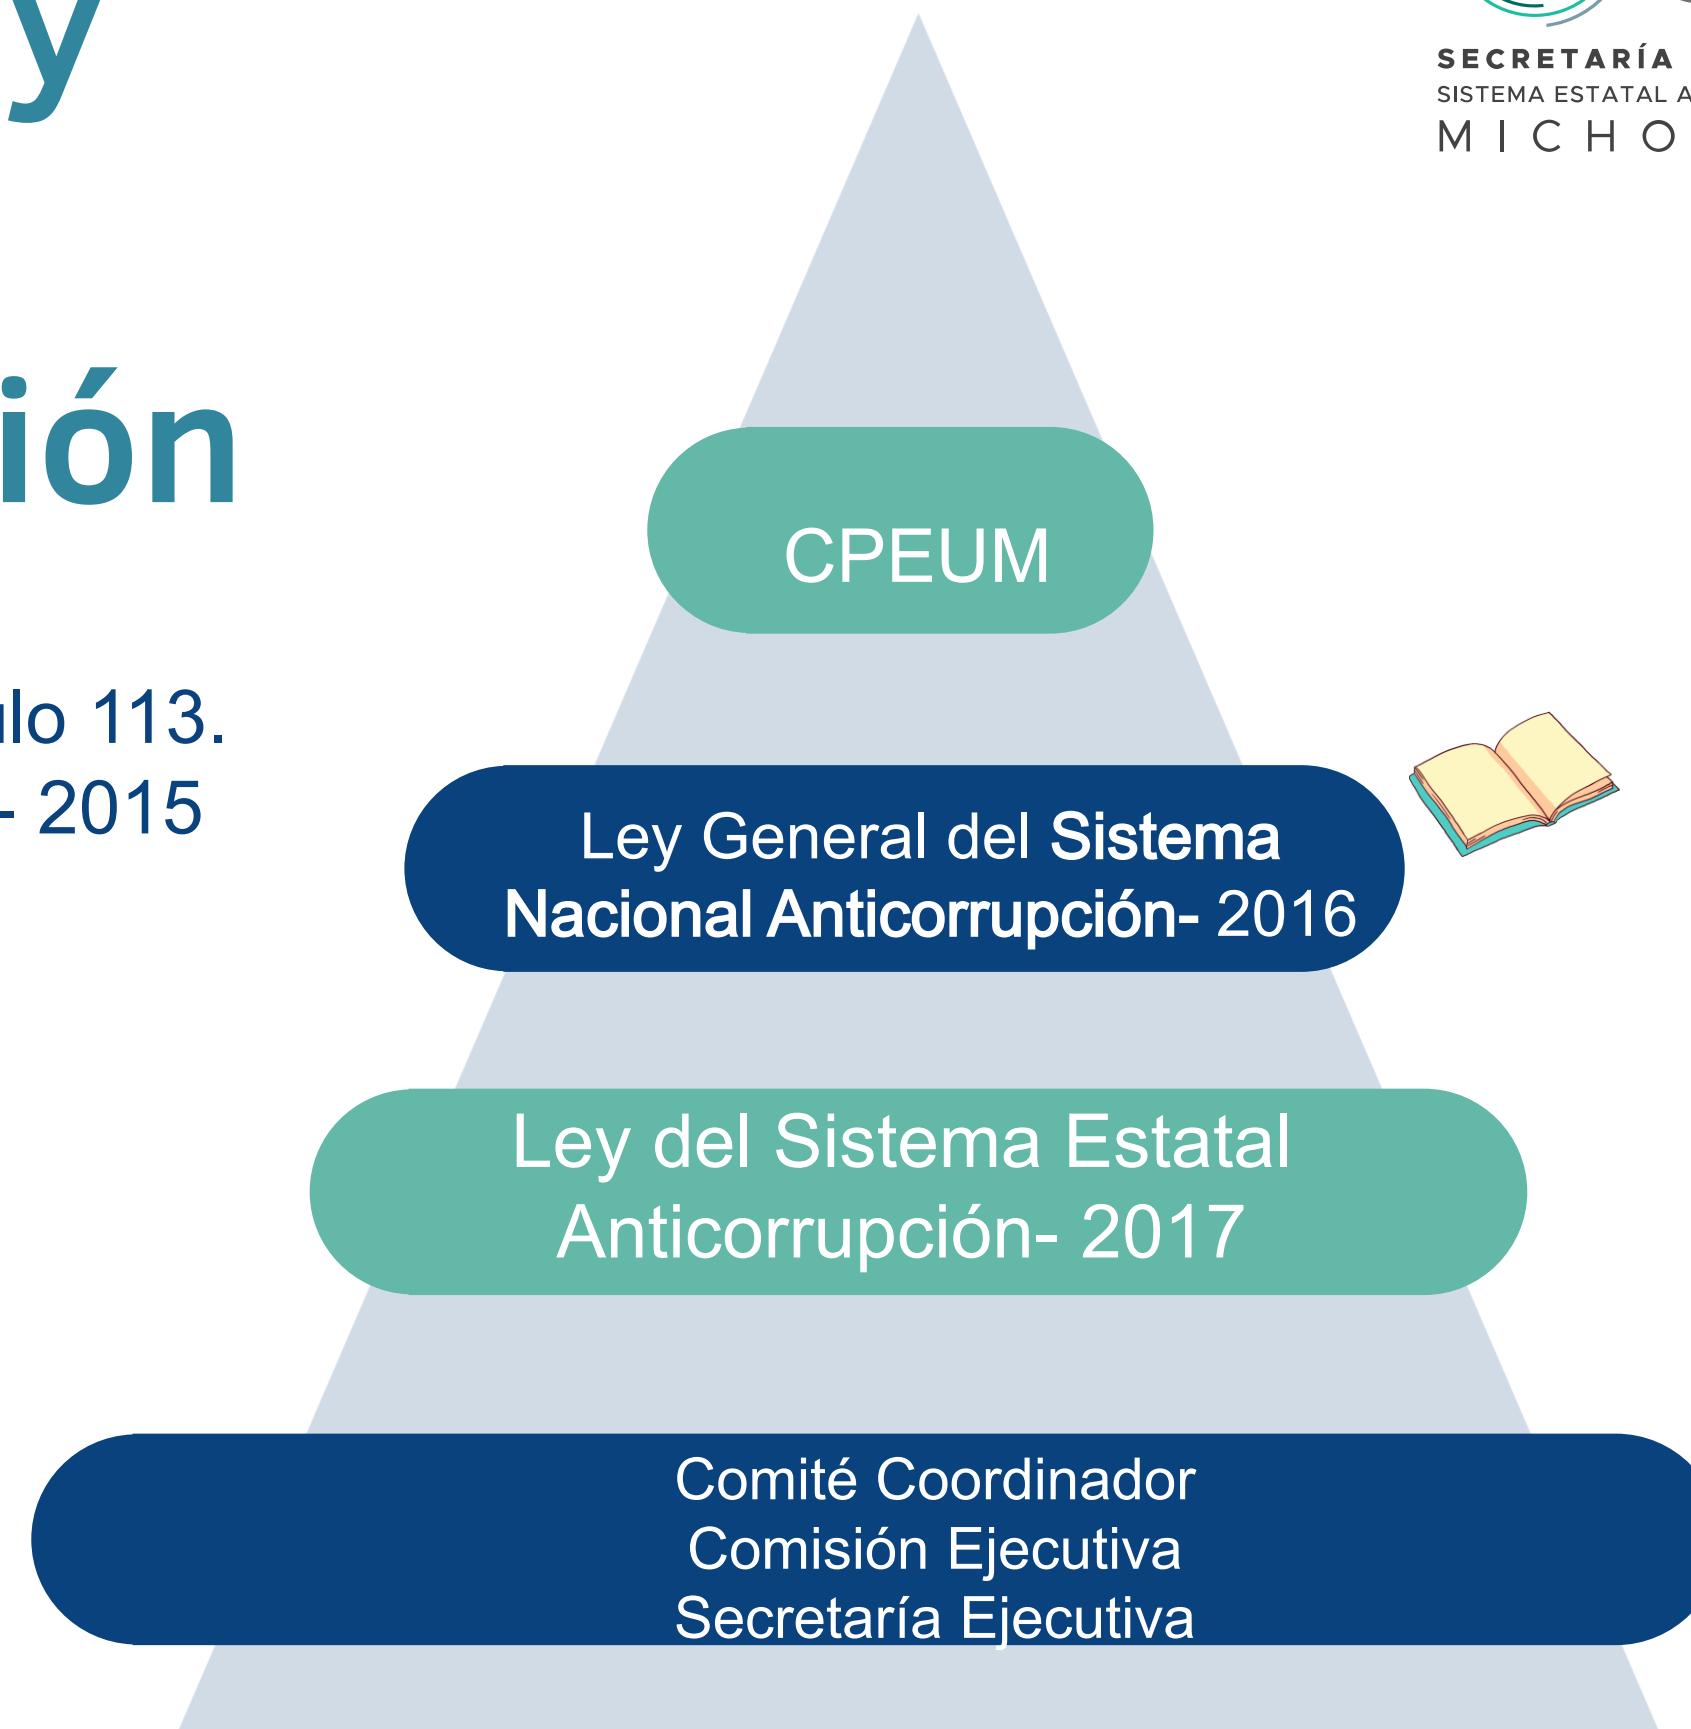 y
ión
SECRETARÍA
SISTEMA ESTATAL A
MICHO
CPEUM
ulo 113.
- 2015
Ley General del Sistema
Nacional Anticorrupción- 2016
Ley del Sistema Estatal
Anticorrupción- 2017
Comité Coordinador
Comisión Ejecutiva
Secretaría Ejecutiva